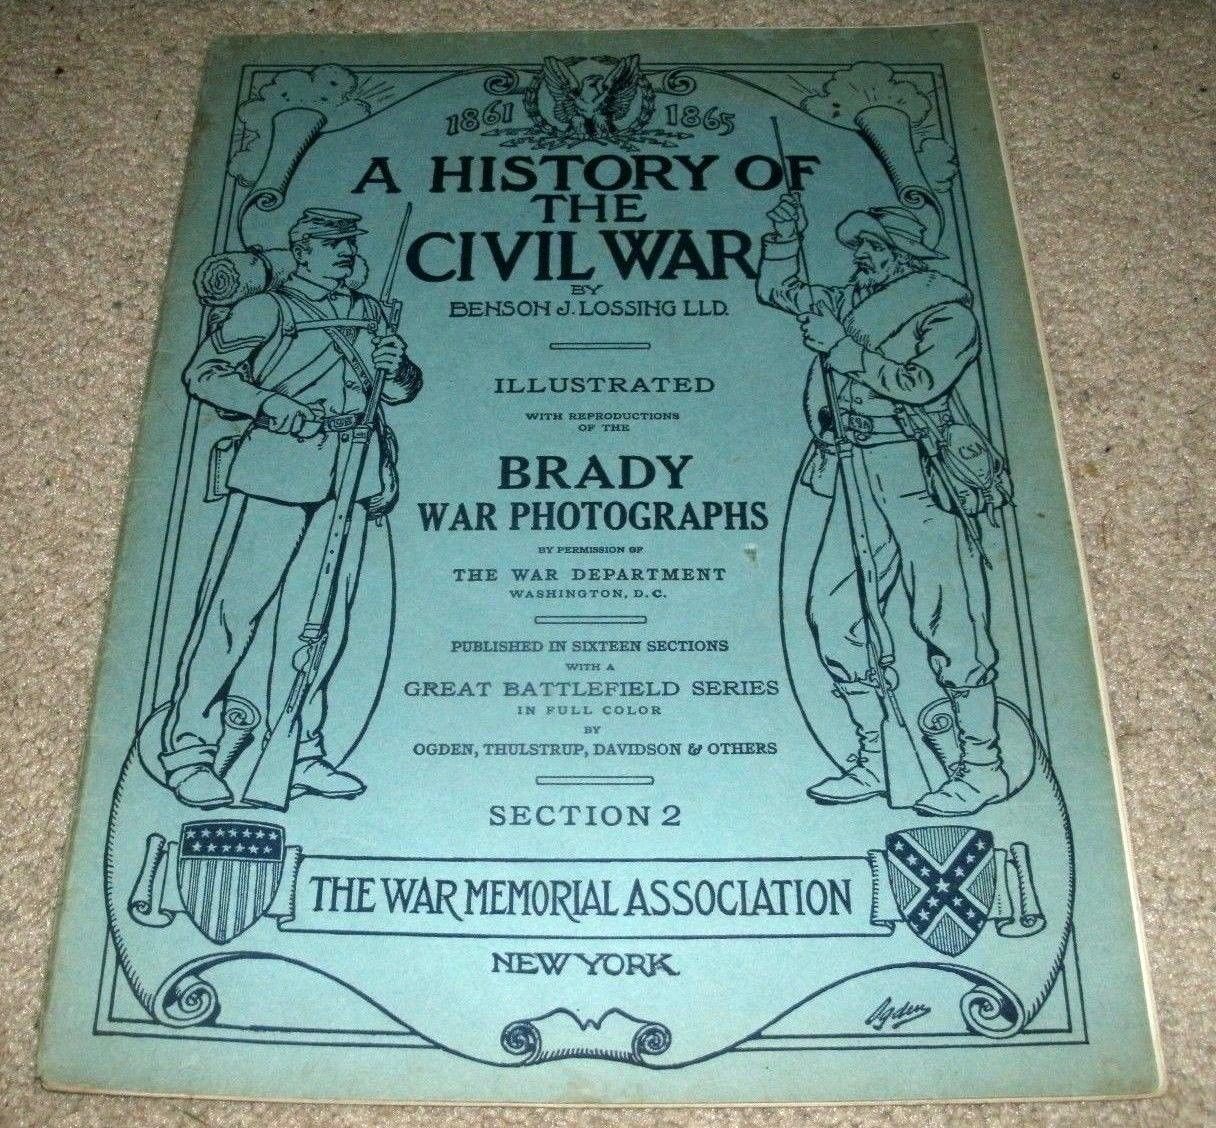 1861 1865
A HISTORY OF
THE
CIVIL WAR
BY
BENSON J. LOSSING LLD.
ILLUSTRATED
WITH REPRODUCTIONS
OF THE
BRADY
WAR PHOTOGRAPHS
BY PERMISSION OF
THE WAR DEPARTMENT
WASHINGTON, D.C.
PUBLISHED IN SIXTEEN SECTIONS
WITH A
GREAT BATTLEFIELD SERIES
IN FULL COLOR
BY
OGDEN, THULSTRUP, DAVIDSON & OTHERS
SECTION 2
THE WAR MEMORIAL ASSOCIATION
NEW YORK
Ogden
CSA